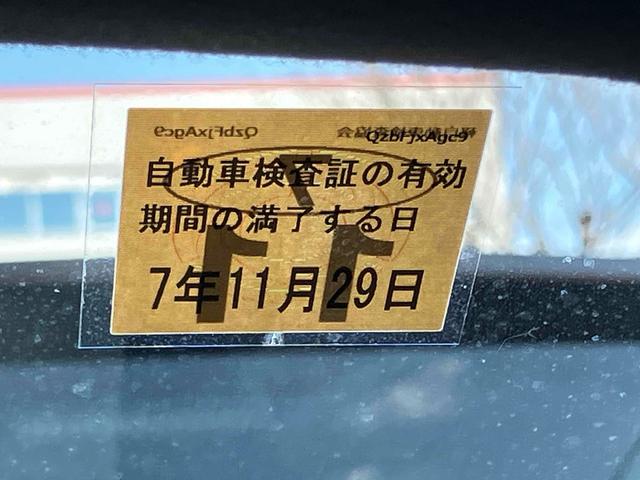 QzbFjxAgc9
自動車検査証の有効
期間の満了する日
7年11月29日